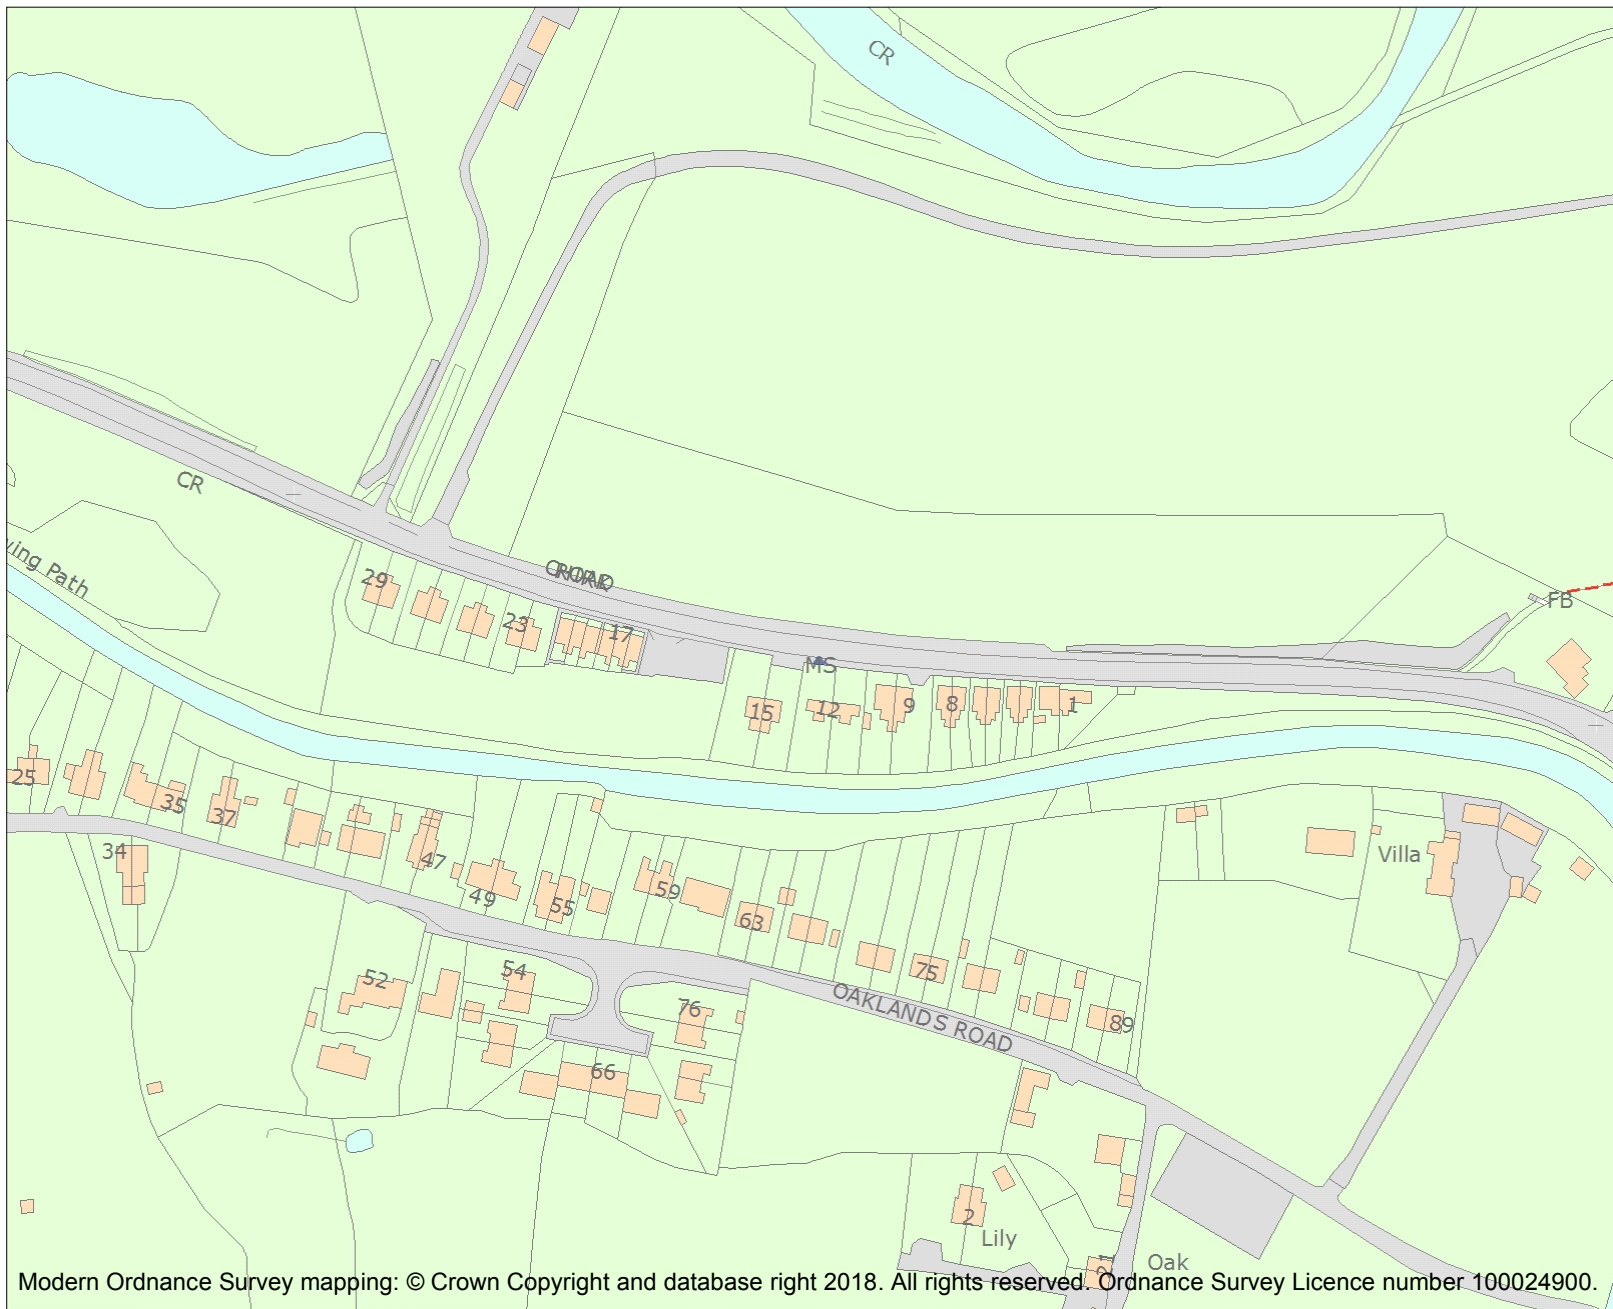 CR
CR
ving Path
CHURCH
ROAD
FB
29
23
17
MS
15
12
9
8
1
25
35
37
Villa
34
47
49
55
59
63
75
52
54
76
OAKLANDS ROAD
89
66
2
Lily
Oak
Modern Ordnance Survey mapping: © Crown Copyright and database right 2018. All rights reserved. Ordnance Survey Licence number 100024900.